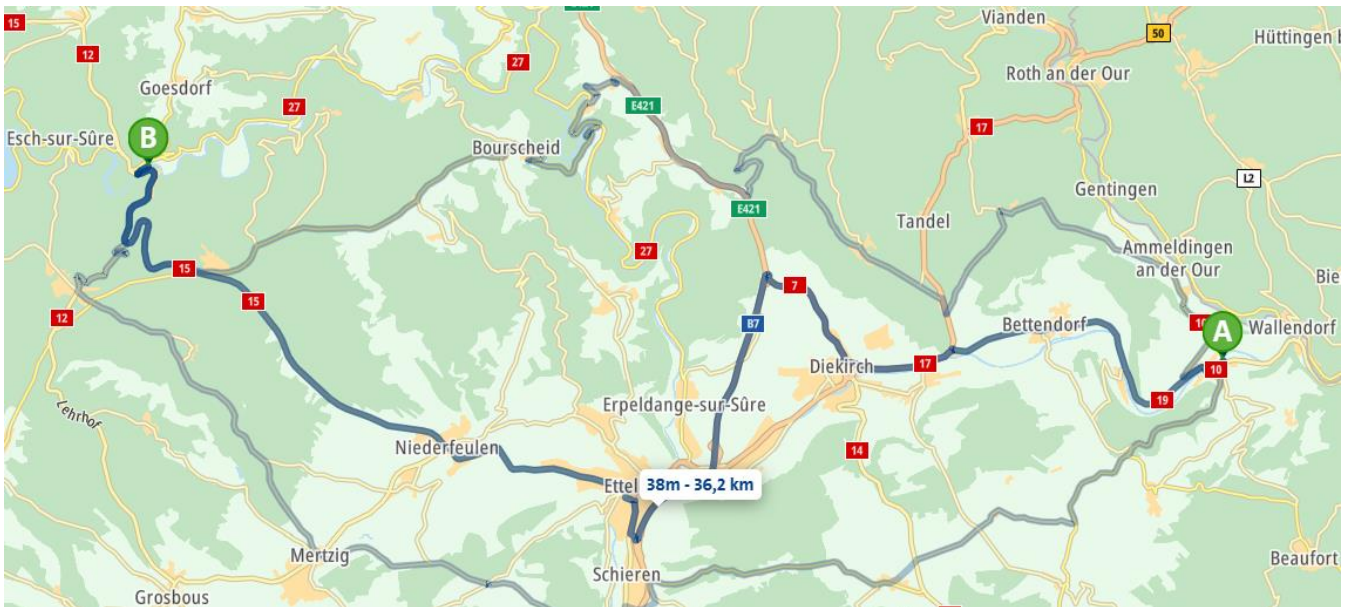 15
12
Goesdorf
27
Esch-sur-Sûre
B
27
E421
Bourscheid
Vianden
50
Hüttingen
Roth an der Our
17
L2
Gentingen
E421
Tandel
27
Ammeldingen
an der Our
15
15
12
7
B7
Bettendorf
A
Wallendorf
10
Diekirch
17
19
Erpeldange-sur-Sûre
Lehrhof
14
Niederfeulen
Ettel
38m - 36,2 km
Mertzig
Schieren
Beaufort
Grosbous